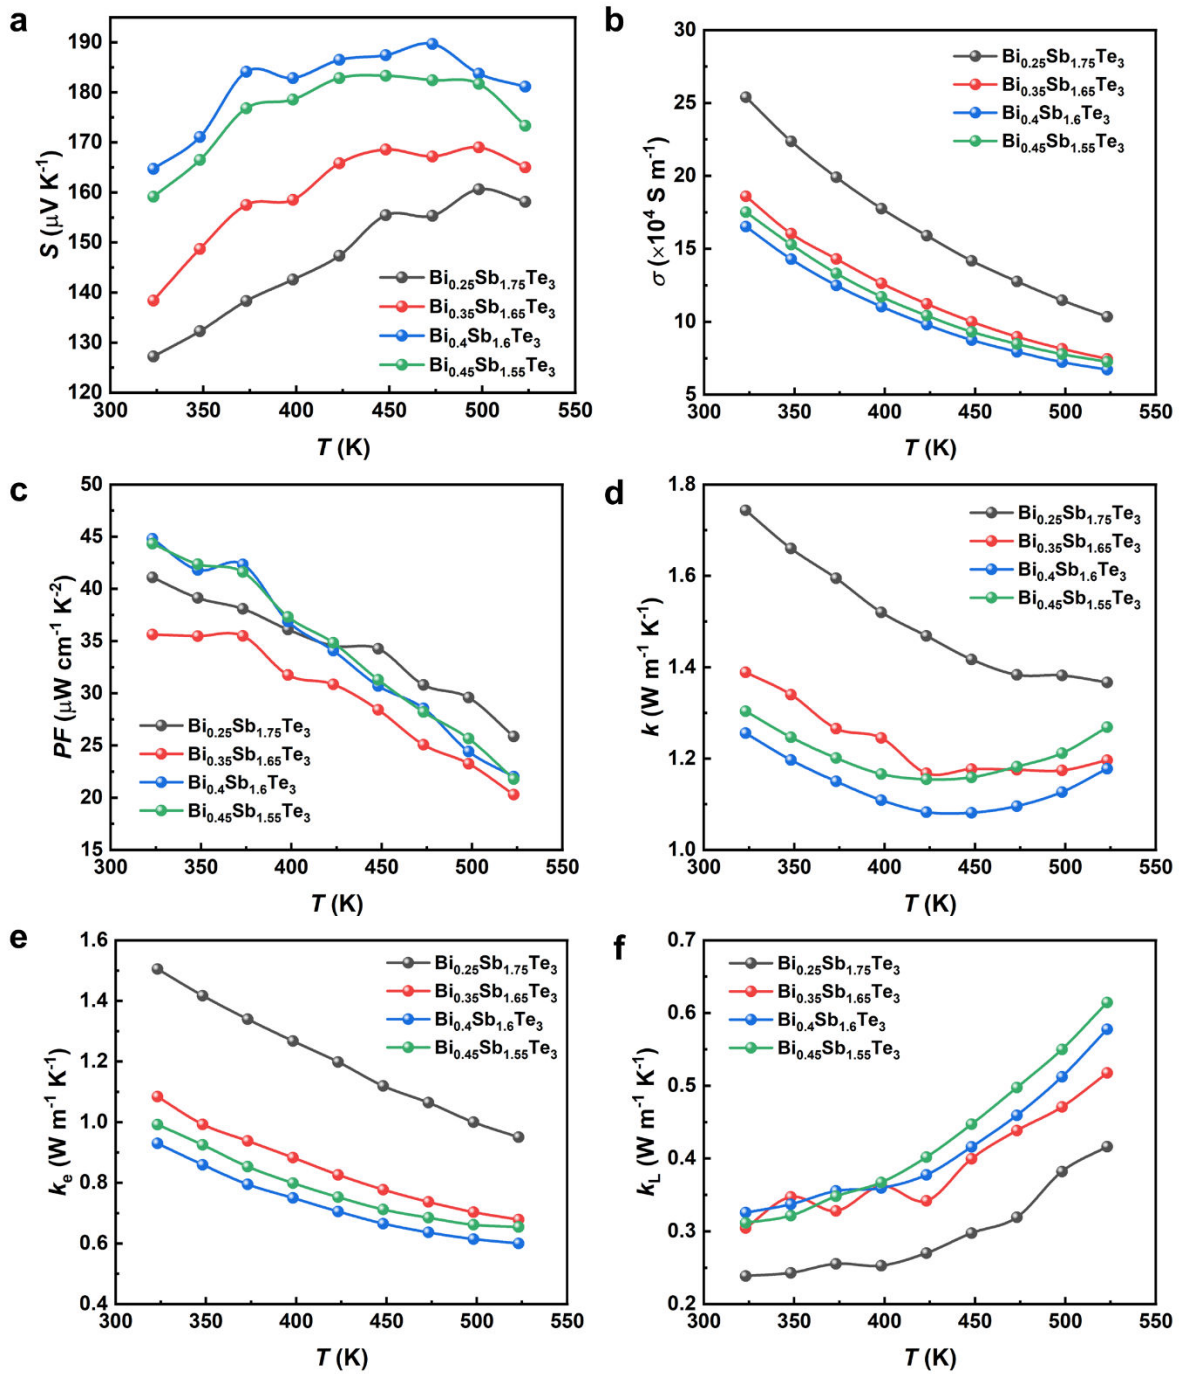 a
190
180
170
160
150
140
130
120
S (μV K⁻¹)
Bi₀.₂₅Sb₁.₇₅Te₃
Bi₀.₃₅Sb₁.₆₅Te₃
Bi₀.₄Sb₁.₆Te₃
Bi₀.₄₅Sb₁.₅₅Te₃
300 350 400 450 500 550
T (K)
b
30
25
20
15
10
5
σ (×10⁴ S m⁻¹)
Bi₀.₂₅Sb₁.₇₅Te₃
Bi₀.₃₅Sb₁.₆₅Te₃
Bi₀.₄Sb₁.₆Te₃
Bi₀.₄₅Sb₁.₅₅Te₃
300 350 400 450 500 550
T (K)
c
50
45
40
35
30
25
20
15
PF (μW cm⁻¹ K⁻²)
Bi₀.₂₅Sb₁.₇₅Te₃
Bi₀.₃₅Sb₁.₆₅Te₃
Bi₀.₄Sb₁.₆Te₃
Bi₀.₄₅Sb₁.₅₅Te₃
300 350 400 450 500 550
T (K)
d
1.8
1.6
1.4
1.2
1.0
k (W m⁻¹ K⁻¹)
Bi₀.₂₅Sb₁.₇₅Te₃
Bi₀.₃₅Sb₁.₆₅Te₃
Bi₀.₄Sb₁.₆Te₃
Bi₀.₄₅Sb₁.₅₅Te₃
300 350 400 450 500 550
T (K)
e
1.6
1.4
1.2
1.0
0.8
0.6
0.4
kₑ (W m⁻¹ K⁻¹)
Bi₀.₂₅Sb₁.₇₅Te₃
Bi₀.₃₅Sb₁.₆₅Te₃
Bi₀.₄Sb₁.₆Te₃
Bi₀.₄₅Sb₁.₅₅Te₃
300 350 400 450 500 550
T (K)
f
0.7
0.6
0.5
0.4
0.3
0.2
k_L (W m⁻¹ K⁻¹)
Bi₀.₂₅Sb₁.₇₅Te₃
Bi₀.₃₅Sb₁.₆₅Te₃
Bi₀.₄Sb₁.₆Te₃
Bi₀.₄₅Sb₁.₅₅Te₃
300 350 400 450 500 550
T (K)